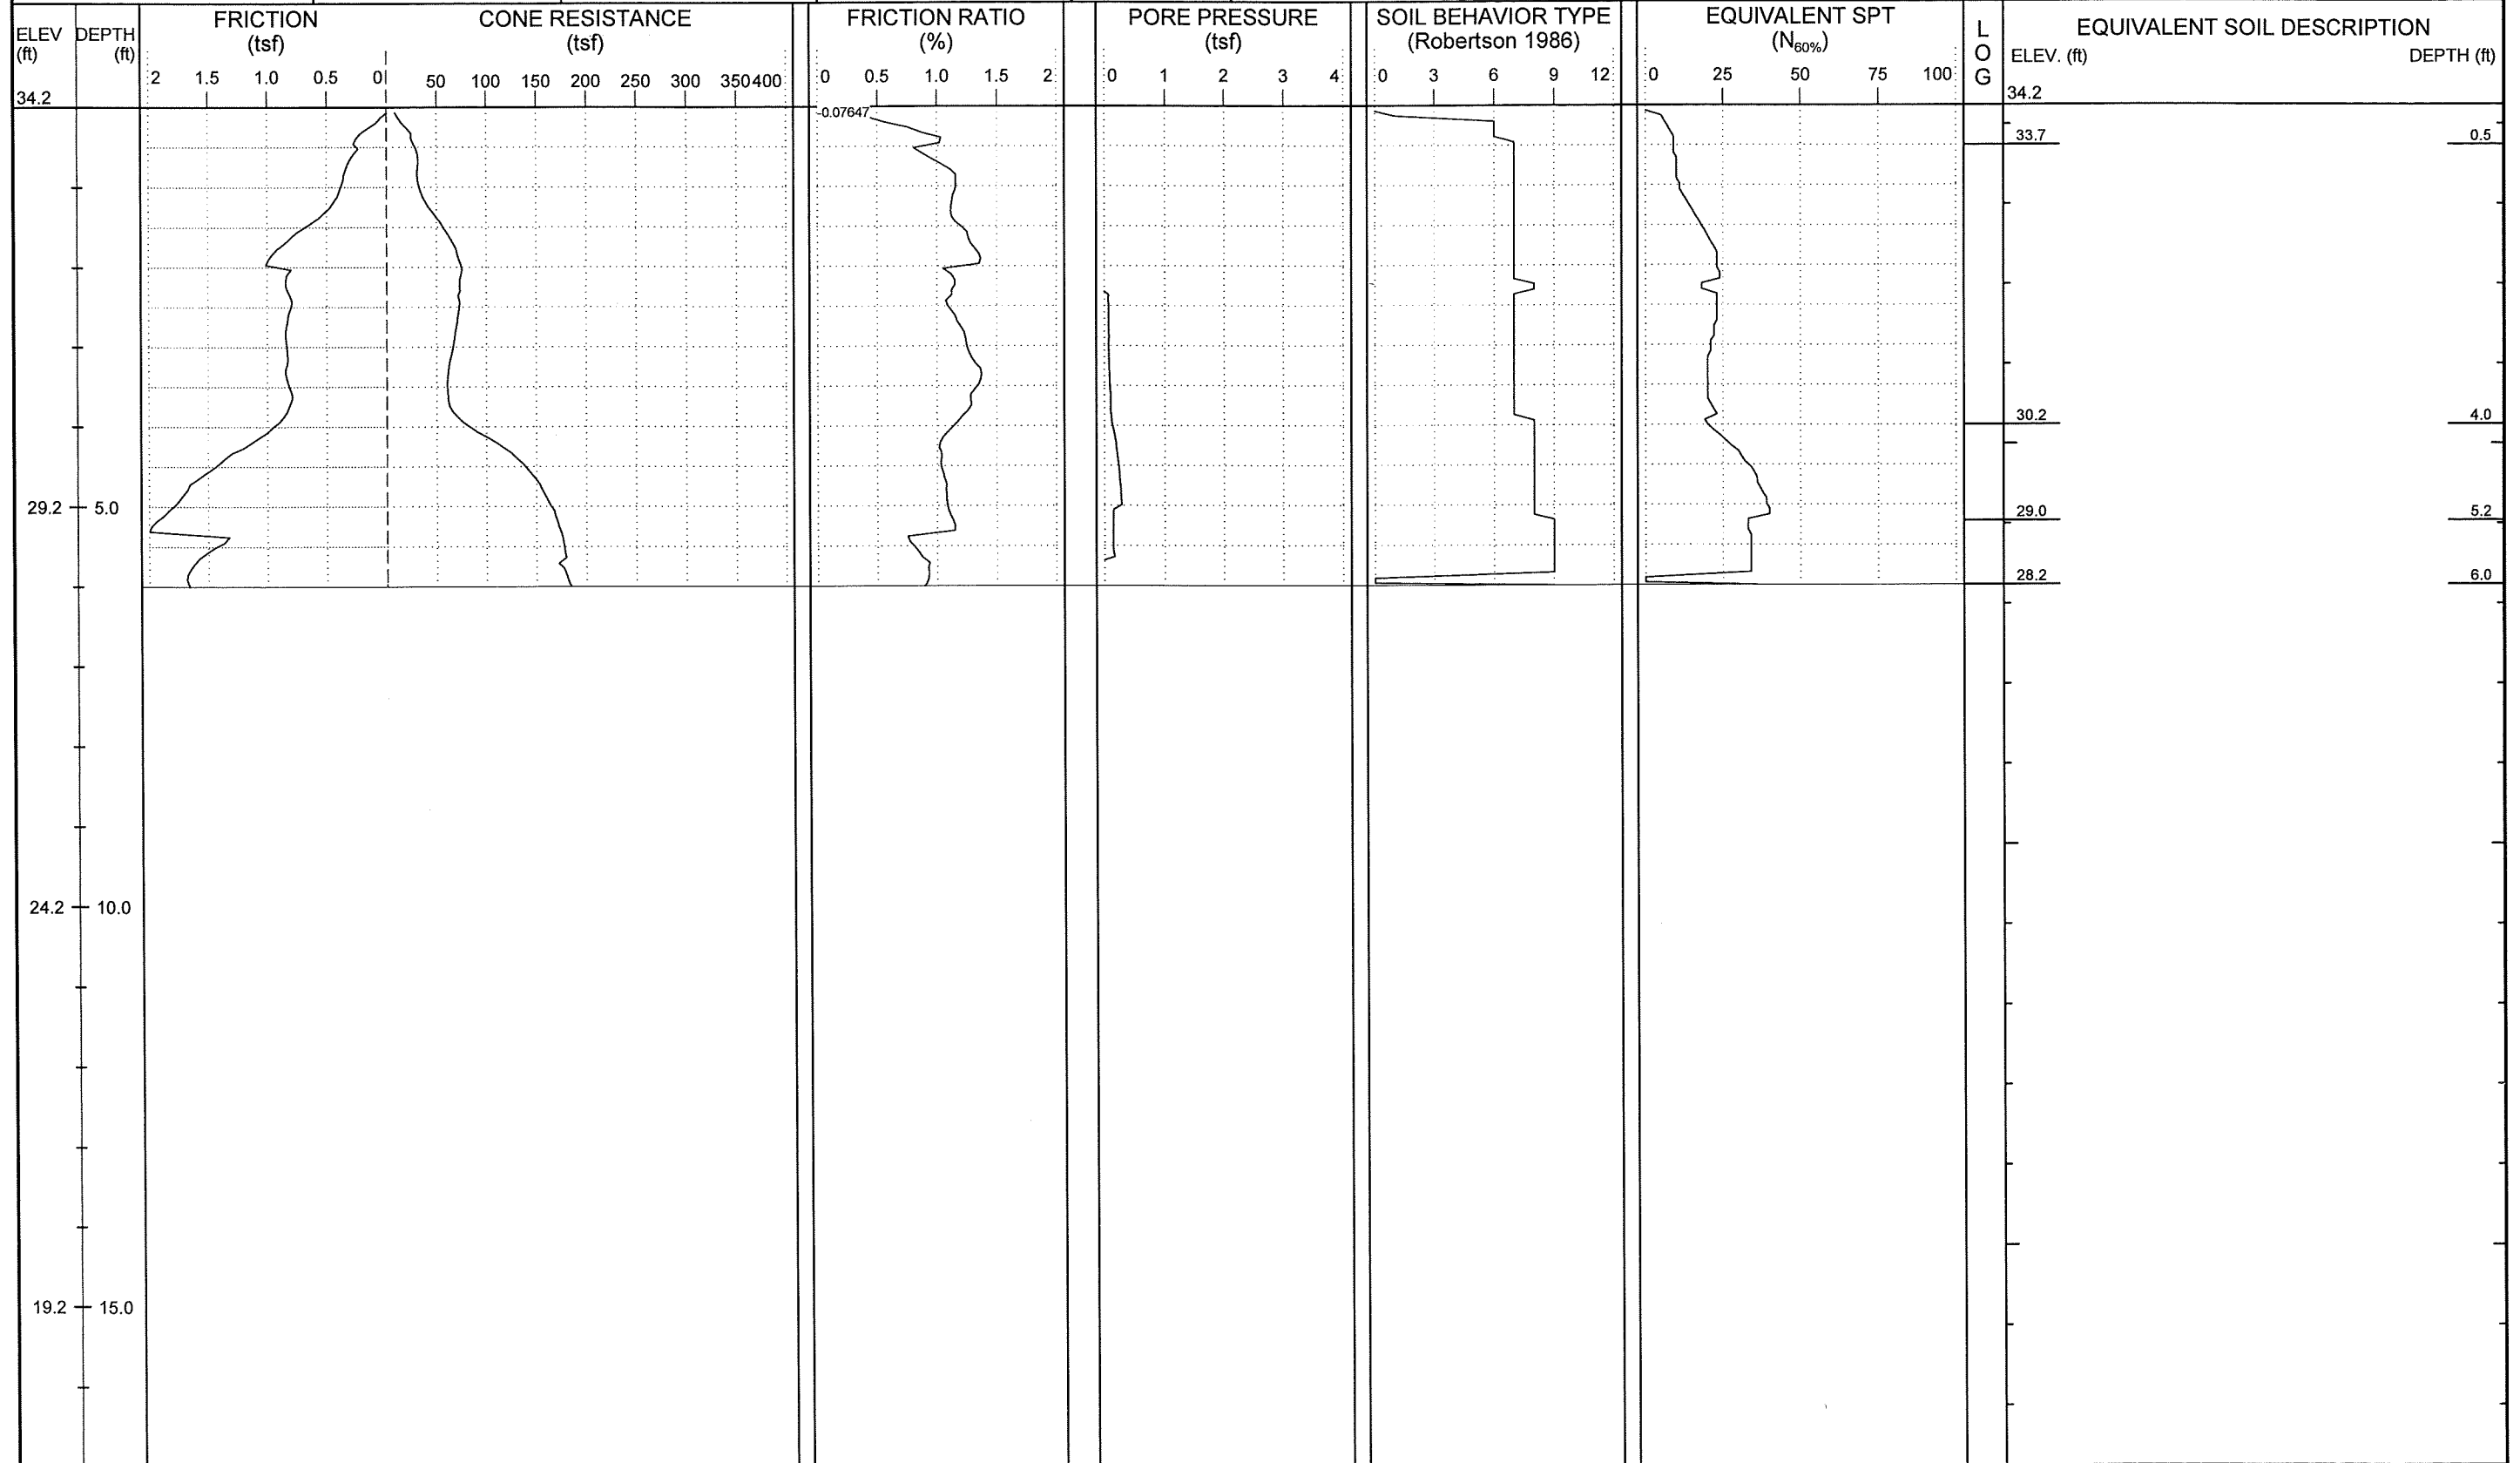 ELEV
(ft)
DEPTH
(ft)
FRICTION
(tsf)
CONE RESISTANCE
(tsf)
FRICTION RATIO
(%)
PORE PRESSURE
(tsf)
SOIL BEHAVIOR TYPE
(Robertson 1986)
EQUIVALENT SPT
(N60%)
L
O
G
EQUIVALENT SOIL DESCRIPTION
ELEV. (ft) DEPTH (ft)
2 1.5 1.0 0.5 0 50 100 150 200 250 300 350 400
0 0.5 1.0 1.5 2
0 1 2 3 4
0 3 6 9 12
0 25 50 75 100
34.2 34.2
-0.07647
33.7 0.5
30.2 4.0
29.2 5.0
29.0 5.2
28.2 6.0
24.2 10.0
19.2 15.0